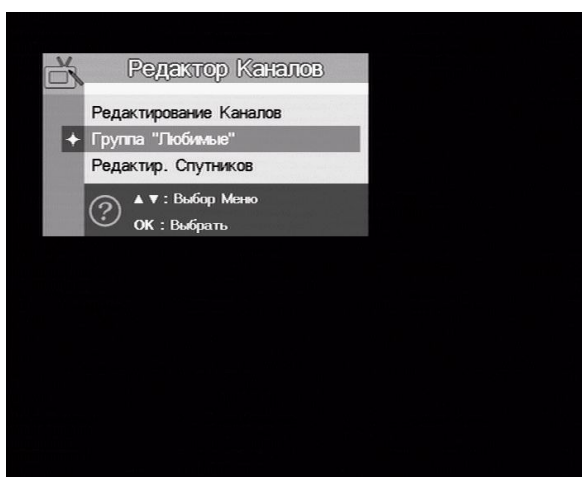 Редактор Каналов
Редактирование Каналов
Группа "Любимые"
Редактир. Спутников
▲ ▼ : Выбор Меню
OK : Выбрать